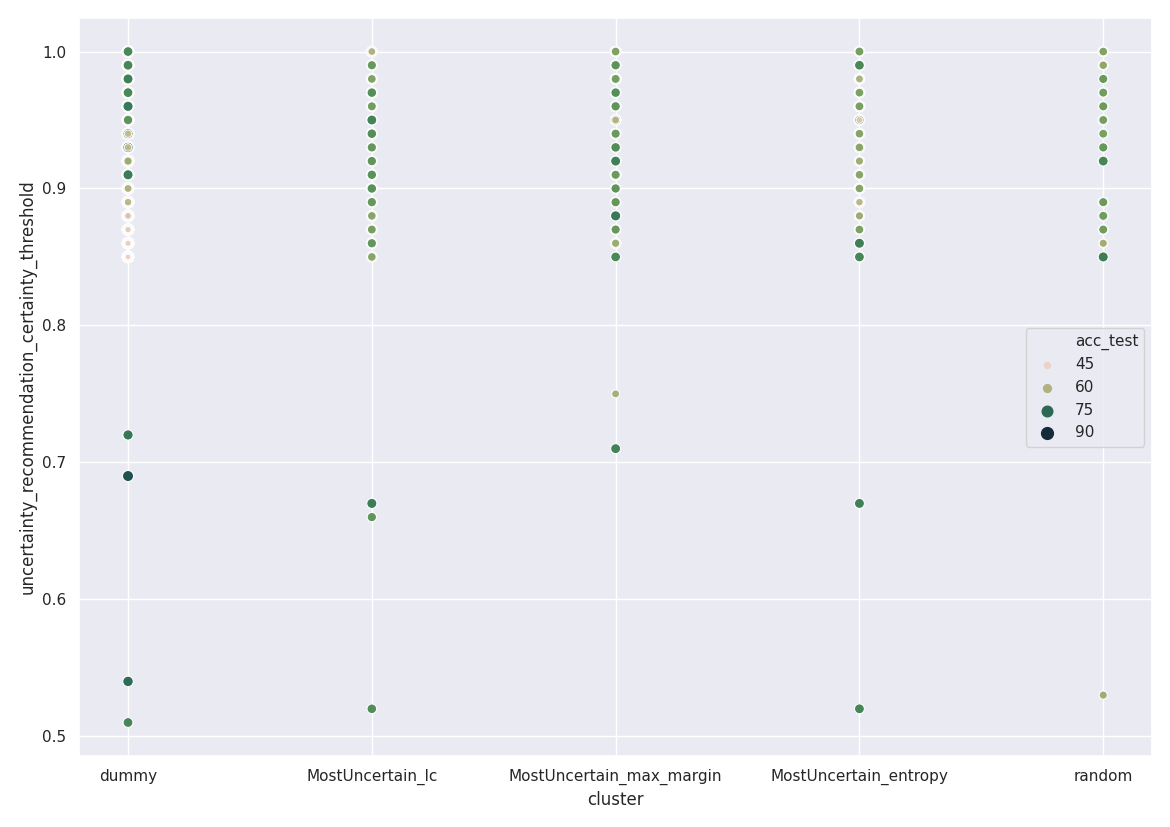 uncertainty_recommendation_certainty_threshold
1.0
0.9
0.8
0.7
0.6
0.5
acc_test
45
60
75
90
dummy MostUncertain_lc MostUncertain_max_margin MostUncertain_entropy random
cluster